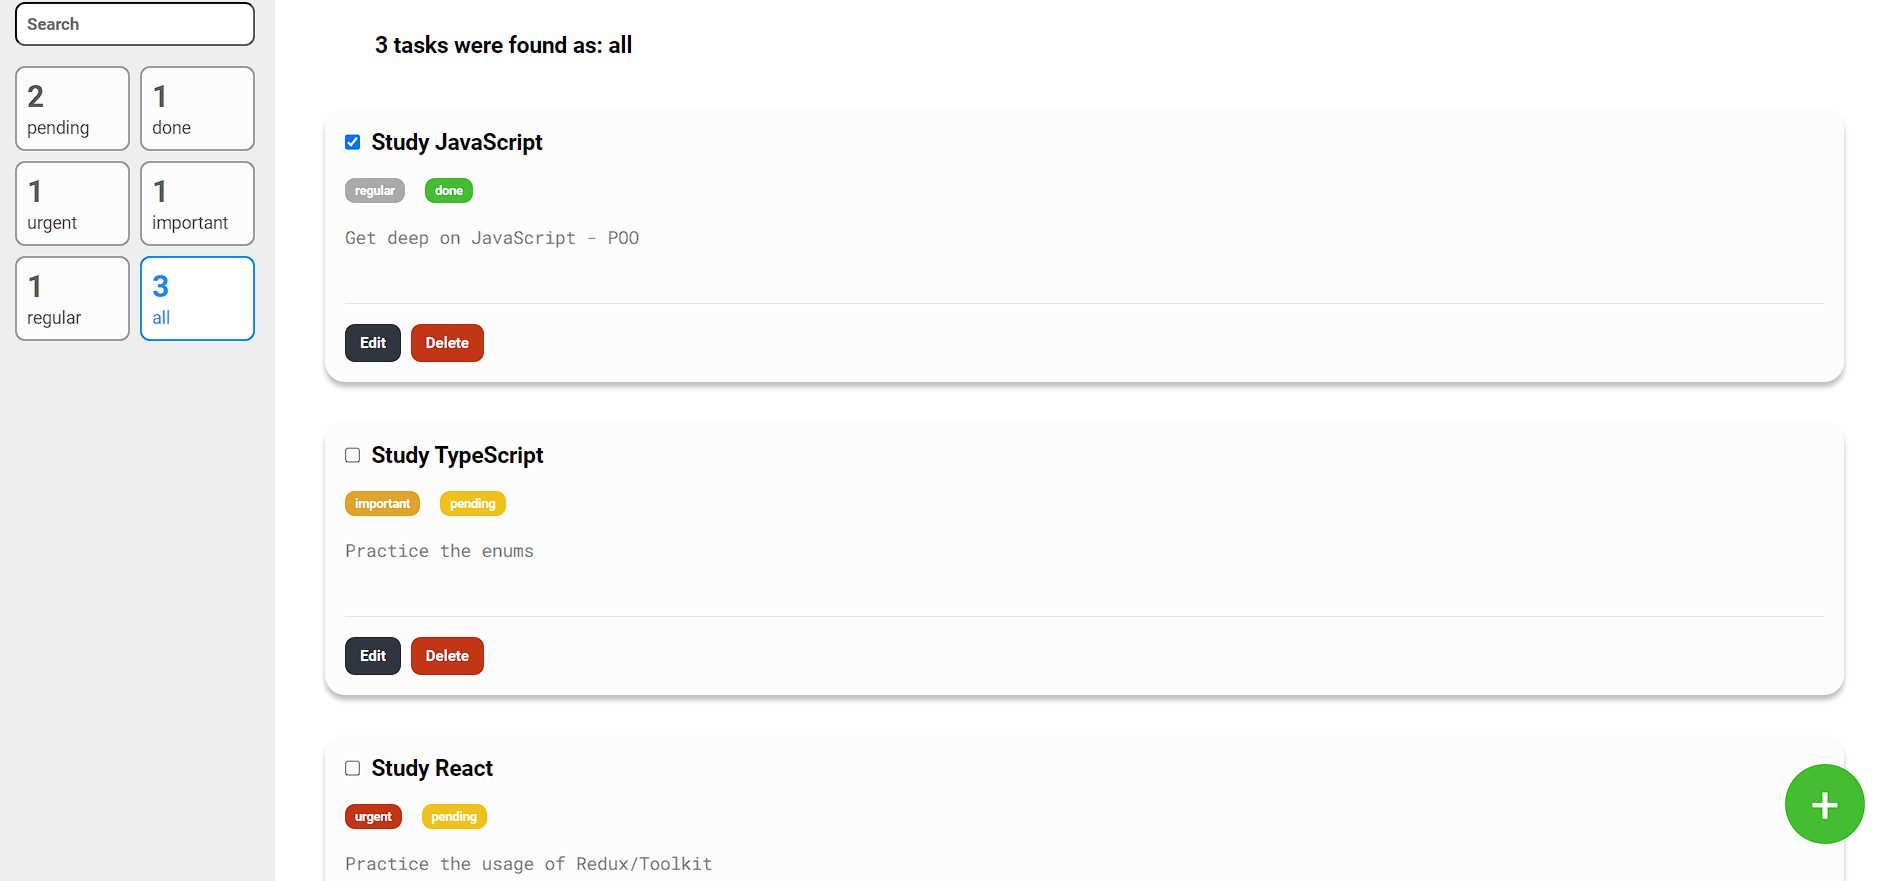 Search
2
pending
1
done
1
urgent
1
important
1
regular
3
all
3 tasks were found as: all
Study JavaScript
regular done
Get deep on JavaScript - POO
Edit Delete
Study TypeScript
important pending
Practice the enums
Edit Delete
Study React
urgent pending
Practice the usage of Redux/Toolkit
+